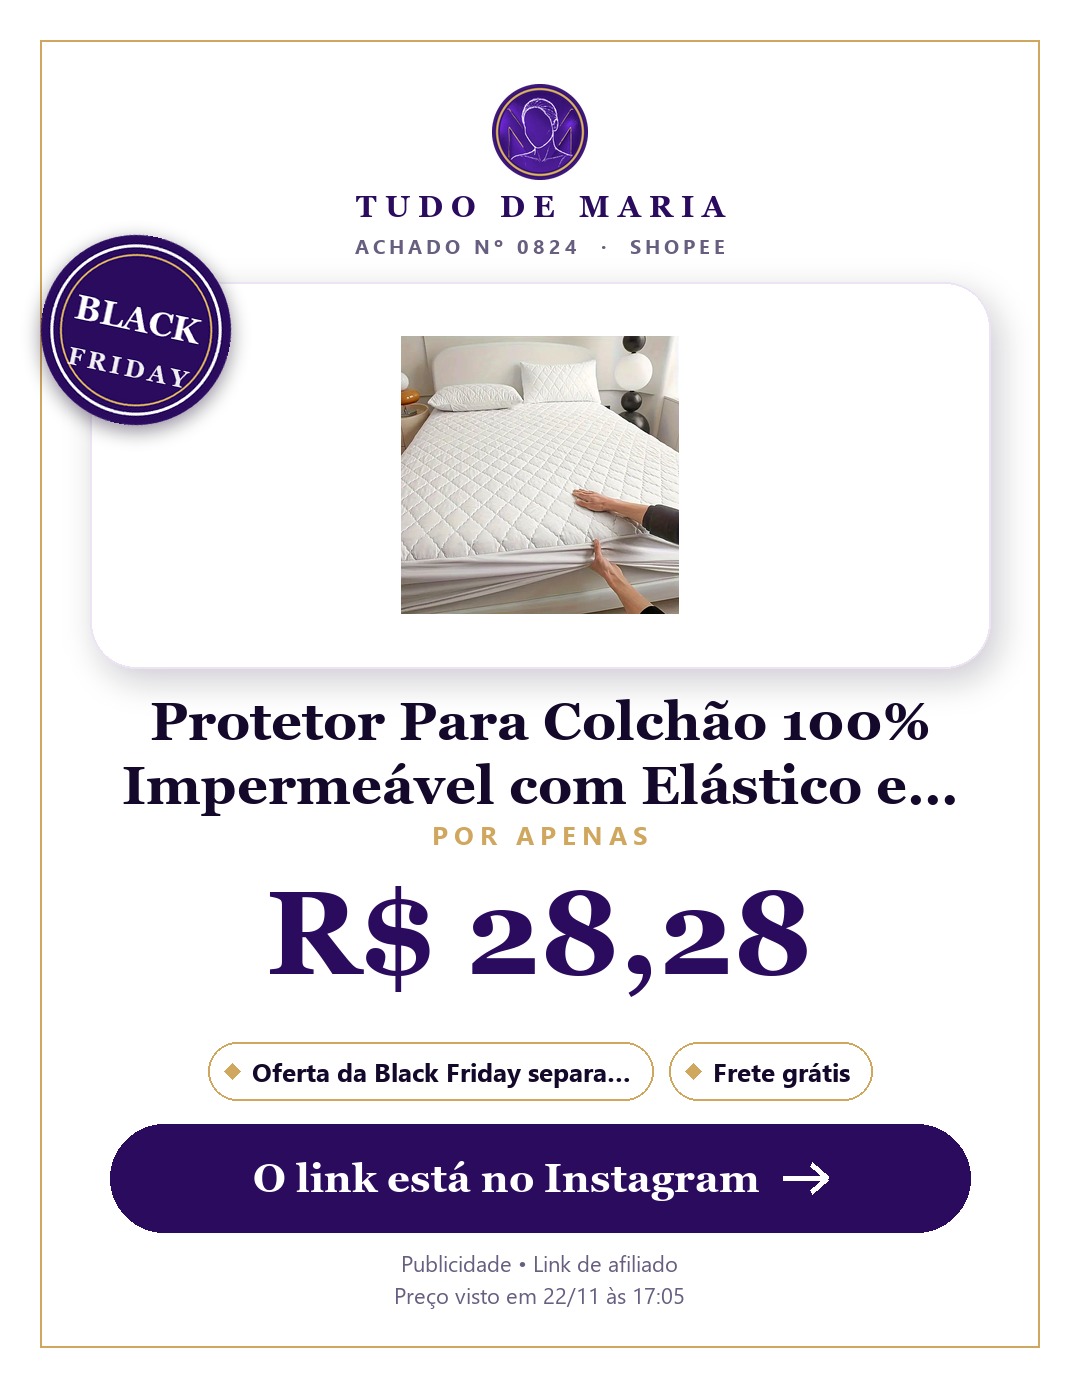 TUDO DE MARIA
ACHADO Nº 0824 · SHOPEE
BLACK
FRIDAY
Protetor Para Colchão 100%
Impermeável com Elástico e...
POR APENAS
R$ 28,28
Oferta da Black Friday separa...
Frete grátis
O link está no Instagram →
Publicidade • Link de afiliado
Preço visto em 22/11 às 17:05